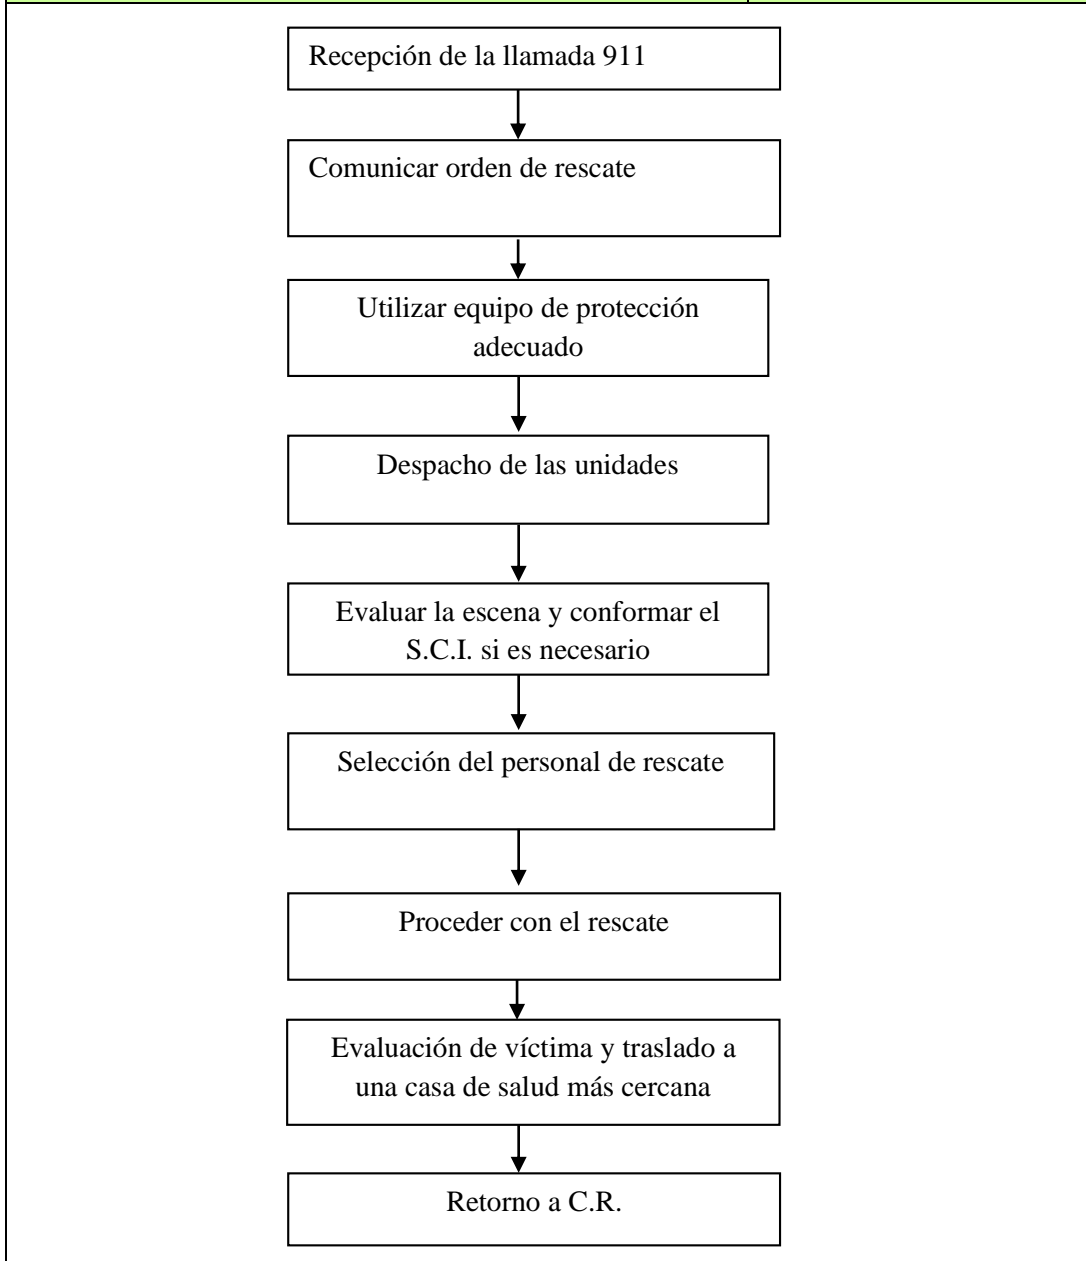 Recepción de la llamada 911
Comunicar orden de rescate
Utilizar equipo de protección
adecuado
Despacho de las unidades
Evaluar la escena y conformar el
S.C.I. si es necesario
Selección del personal de rescate
Proceder con el rescate
Evaluación de víctima y traslado a
una casa de salud más cercana
Retorno a C.R.